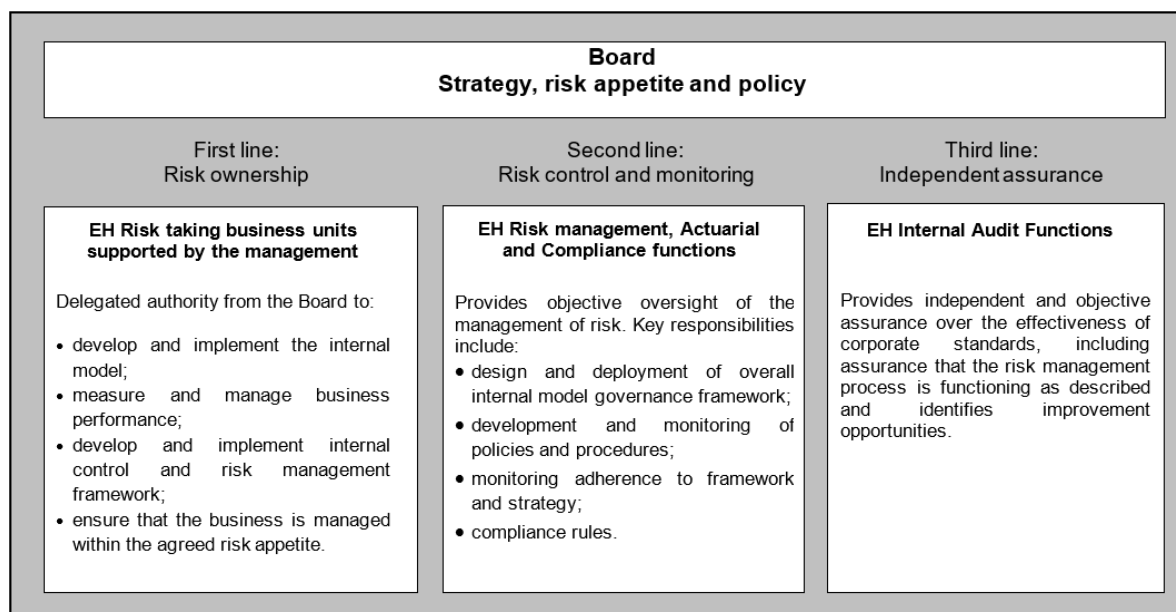 Board
Strategy, risk appetite and policy
First line:
Risk ownership
EH Risk taking business units
supported by the management
Delegated authority from the Board to:
• develop and implement the internal
model;
• measure and manage business
performance;
• develop and implement internal
control and risk management
framework;
• ensure that the business is managed
within the agreed risk appetite.
Second line:
Risk control and monitoring
EH Risk management, Actuarial
and Compliance functions
Provides objective oversight of the
management of risk. Key responsibilities
include:
• design and deployment of overall
internal model governance framework;
• development and monitoring of
policies and procedures;
• monitoring adherence to framework
and strategy;
• compliance rules.
Third line:
Independent assurance
EH Internal Audit Functions
Provides independent and objective
assurance over the effectiveness of
corporate standards, including
assurance that the risk management
process is functioning as described
and identifies improvement
opportunities.